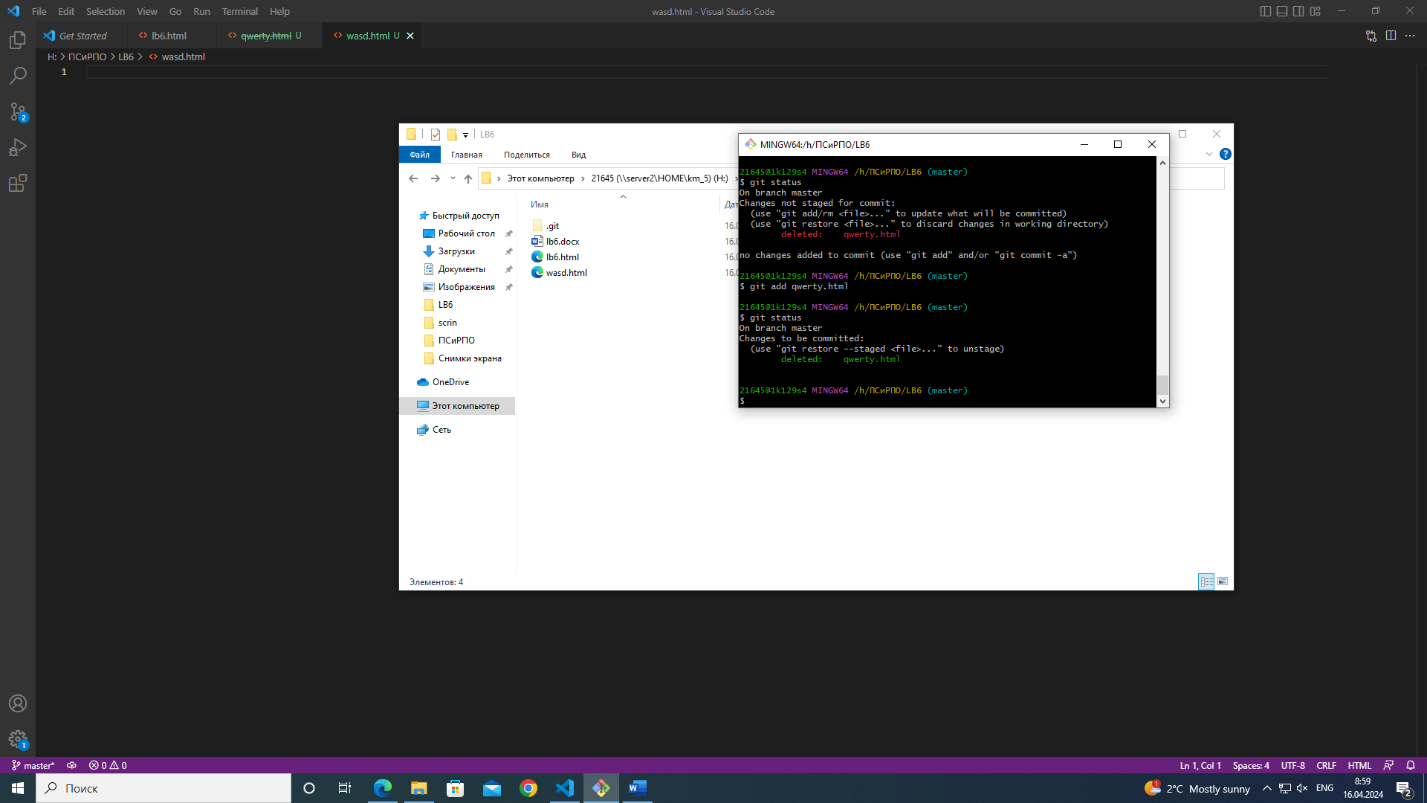 File Edit Selection View Go Run Terminal Help
wasd.html - Visual Studio Code
Get Started
lb6.html
qwerty.html U
wasd.html U
H: > ПСиРПО > LB6 > wasd.html
1
2
LB6
Файл Главная Поделиться Вид
Этот компьютер > 21645 (\\server2\HOME\km_5) (H:) >
Быстрый доступ
Рабочий стол
Загрузки
Документы
Изображения
LB6
scrin
ПСиРПО
Снимки экрана
OneDrive
Этот компьютер
Сеть
Имя
.git
lb6.docx
lb6.html
wasd.html
Элементов: 4
MINGW64:/h/ПСиРПО/LB6
21645@1k129s4 MINGW64 /h/ПСиРПО/LB6 (master)
$ git status
On branch master
Changes not staged for commit:
(use "git add/rm <file>..." to update what will be committed)
(use "git restore <file>..." to discard changes in working directory)
deleted: qwerty.html
no changes added to commit (use "git add" and/or "git commit -a")
21645@1k129s4 MINGW64 /h/ПСиРПО/LB6 (master)
$ git add qwerty.html
21645@1k129s4 MINGW64 /h/ПСиРПО/LB6 (master)
$ git status
On branch master
Changes to be committed:
(use "git restore --staged <file>..." to unstage)
deleted: qwerty.html
21645@1k129s4 MINGW64 /h/ПСиРПО/LB6 (master)
$
1
master* 0 0
Ln 1, Col 1 Spaces: 4 UTF-8 CRLF HTML
Поиск
2°C Mostly sunny
ENG
8:59
16.04.2024
2